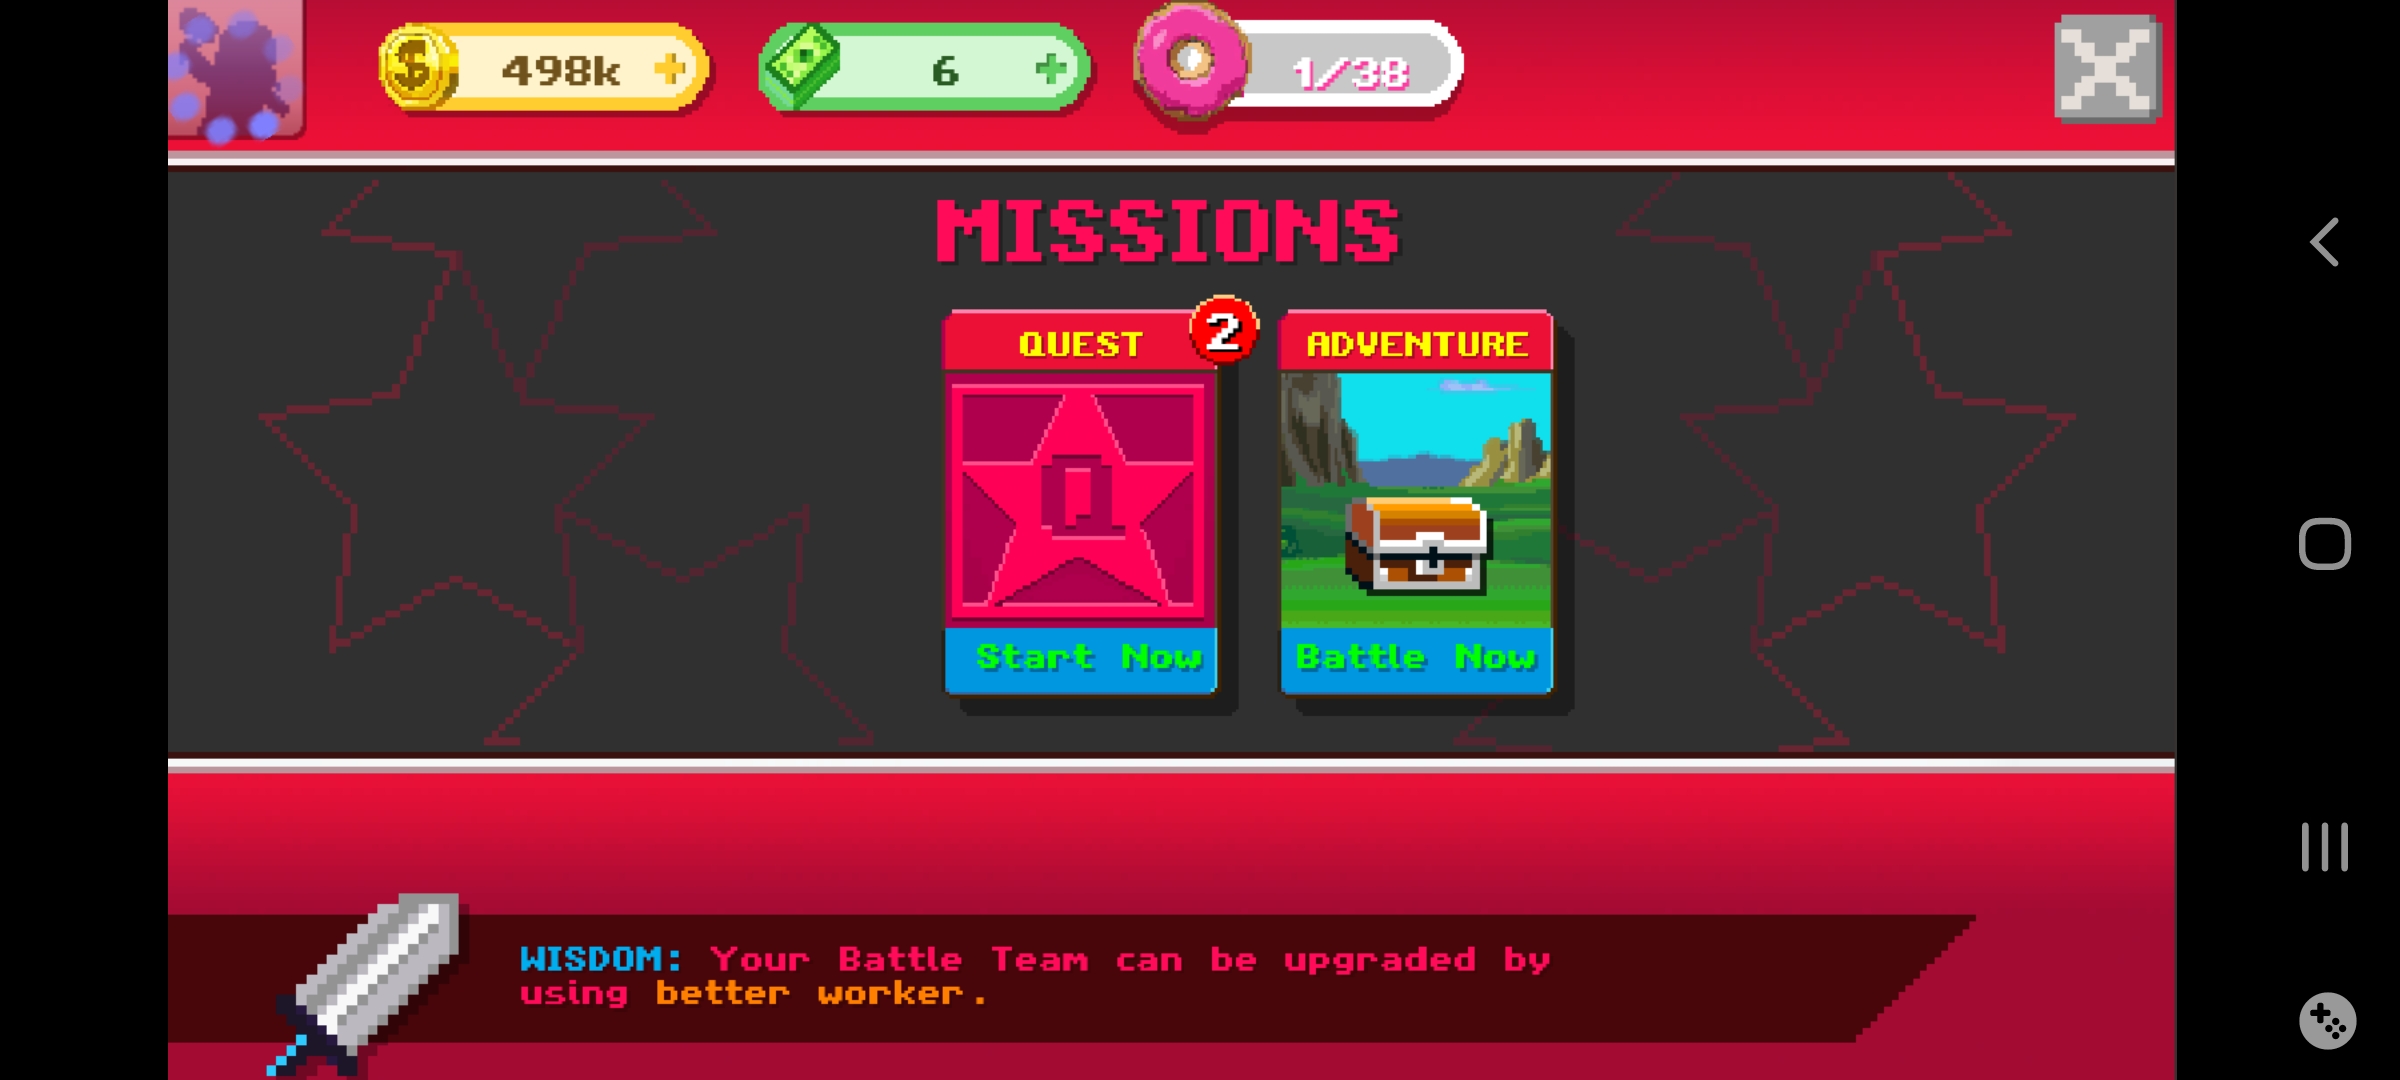 498k
6
1/38
MISSIONS
QUEST
2
ADVENTURE
Q
Start Now
Battle Now
WISDOM: Your Battle Team can be upgraded by
using better worker.